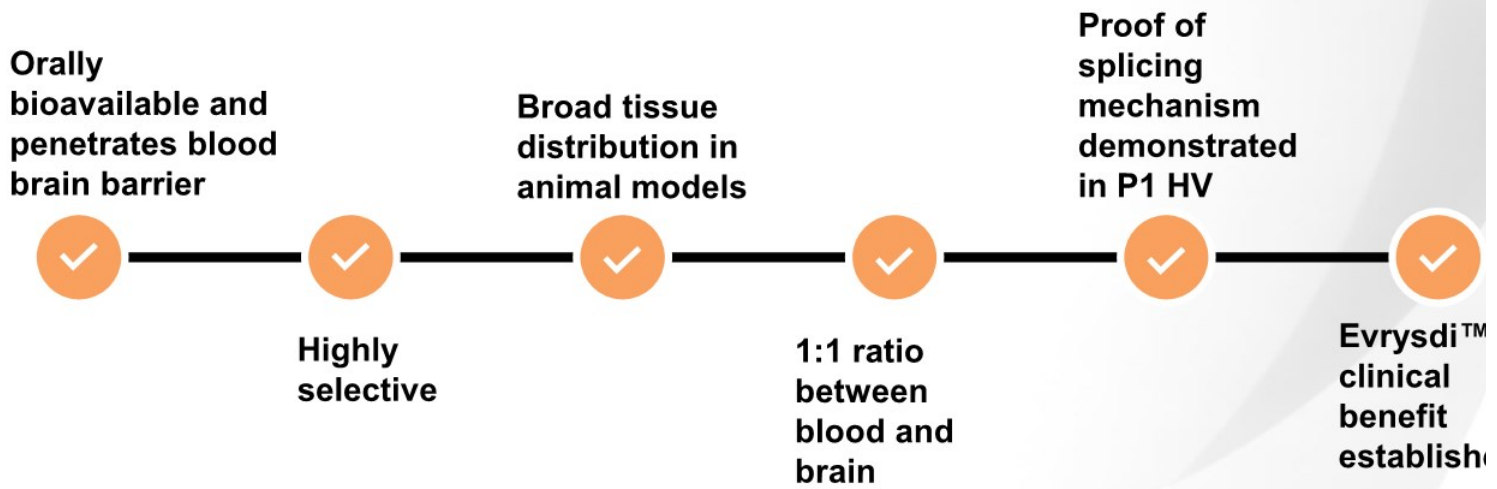 Orally
bioavailable and
penetrates blood
brain barrier
Highly
selective
Broad tissue
distribution in
animal models
1:1 ratio
between
blood and
brain
Proof of
splicing
mechanism
demonstrated
in P1 HV
Evrysdi™
clinical
benefit